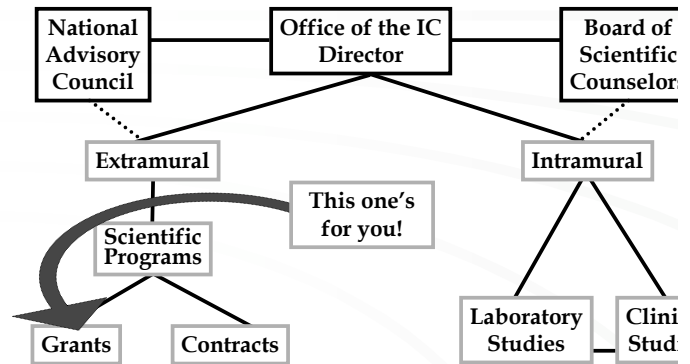 National
Advisory
Council
Office of the IC
Director
Board of
Scientific
Counselors
Extramural
Intramural
This one's
for you!
Scientific
Programs
Grants
Contracts
Laboratory
Studies